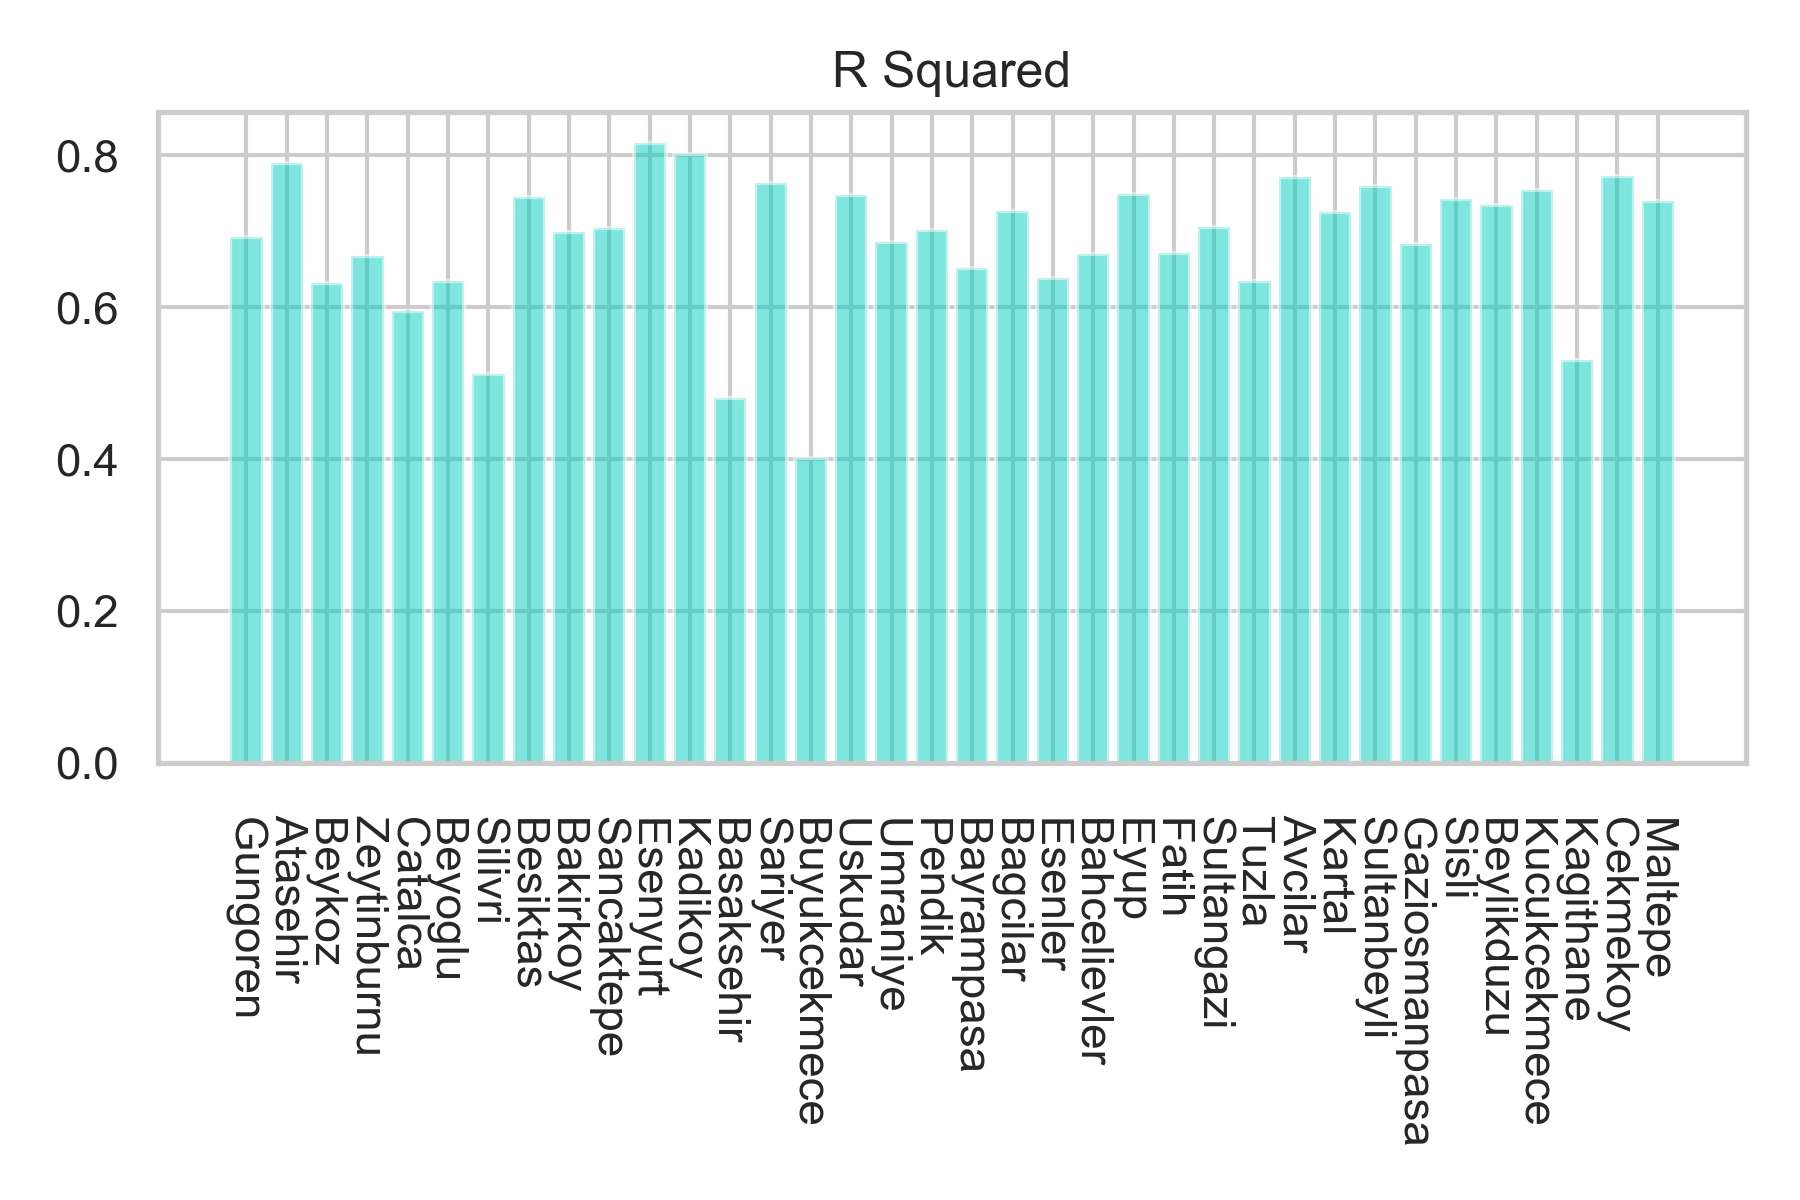 R Squared
0.8
0.6
0.4
0.2
0.0
Gungoren
Atasehir
Beykoz
Zeytinburnu
Catalca
Beyoglu
Silivri
Besiktas
Bakirkoy
Sancaktepe
Esenyurt
Kadikoy
Basaksehir
Sariyer
Buyukcekmece
Uskudar
Umraniye
Pendik
Bayrampasa
Bagcilar
Esenler
Bahcelievler
Eyup
Fatih
Sultangazi
Tuzla
Avcilar
Kartal
Sultanbeyli
Gaziosmanpasa
Sisli
Beylikduzu
Kucukcekmece
Kagithane
Cekmekoy
Maltepe